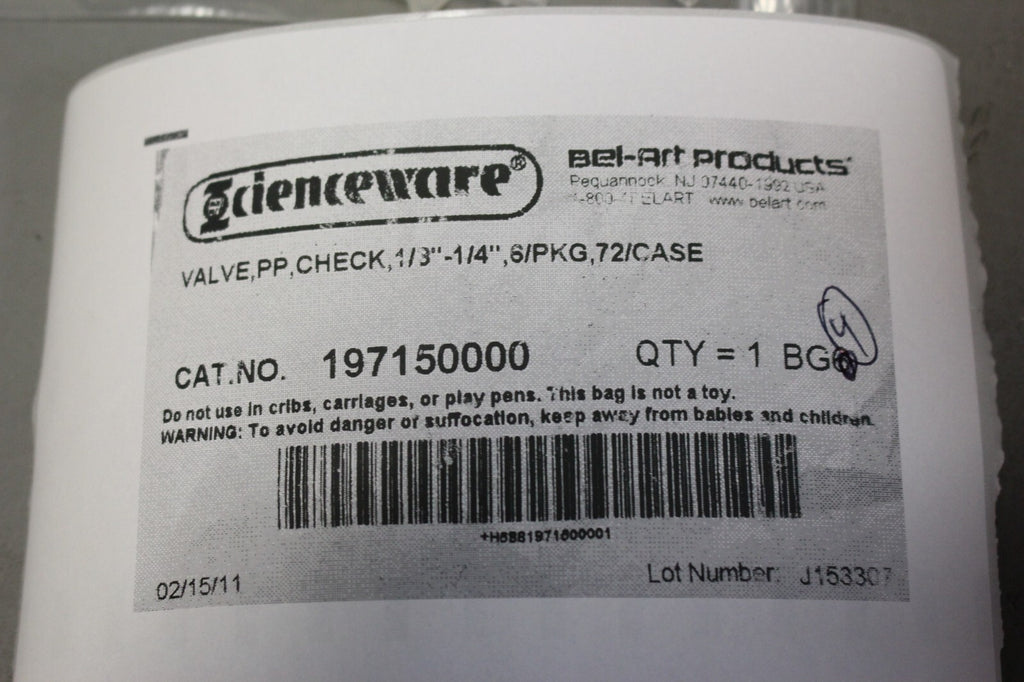 Scienceware®
Bel-Art Products
Pequannock, NJ 07440-1992 USA
www.belart.com
VALVE,PP,CHECK,1/3"-1/4",6/PKG,72/CASE
4
CAT.NO. 197150000 QTY = 1 BG
Do not use in cribs, carriages, or play pens. This bag is not a toy.
WARNING: To avoid danger of suffocation, keep away from babies and children.
02/15/11
Lot Number: J153307